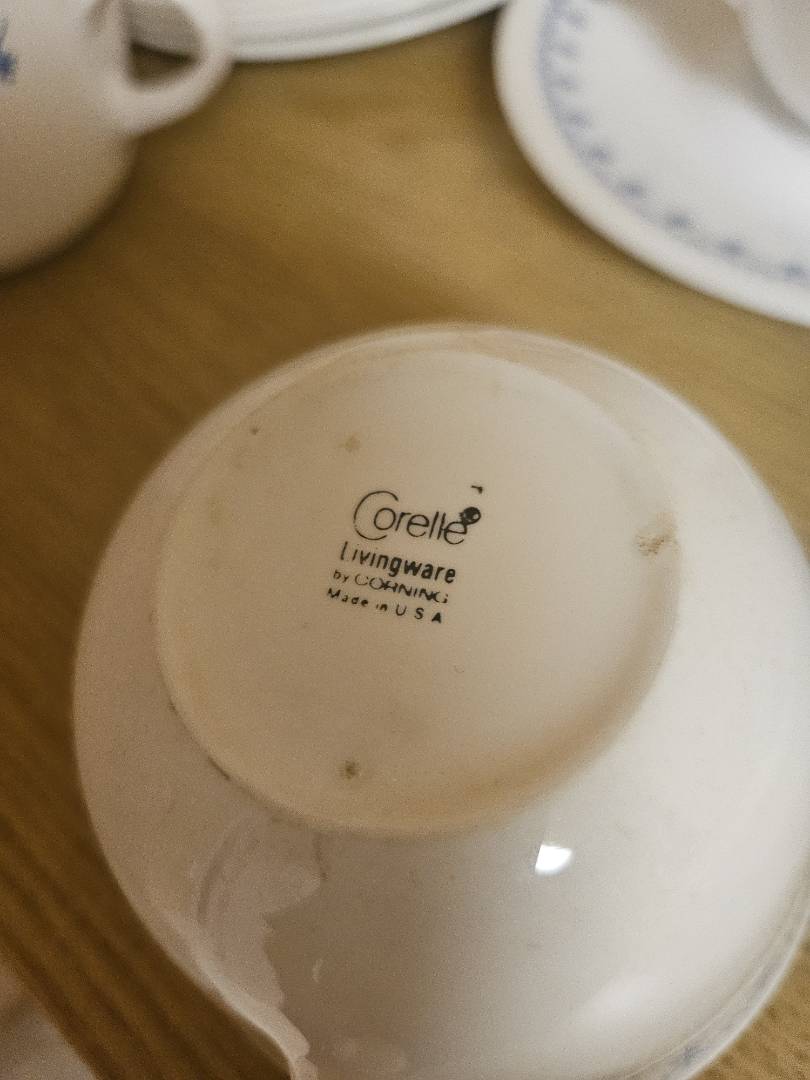 Corelle
Livingware
by CORNING
Made in U S A